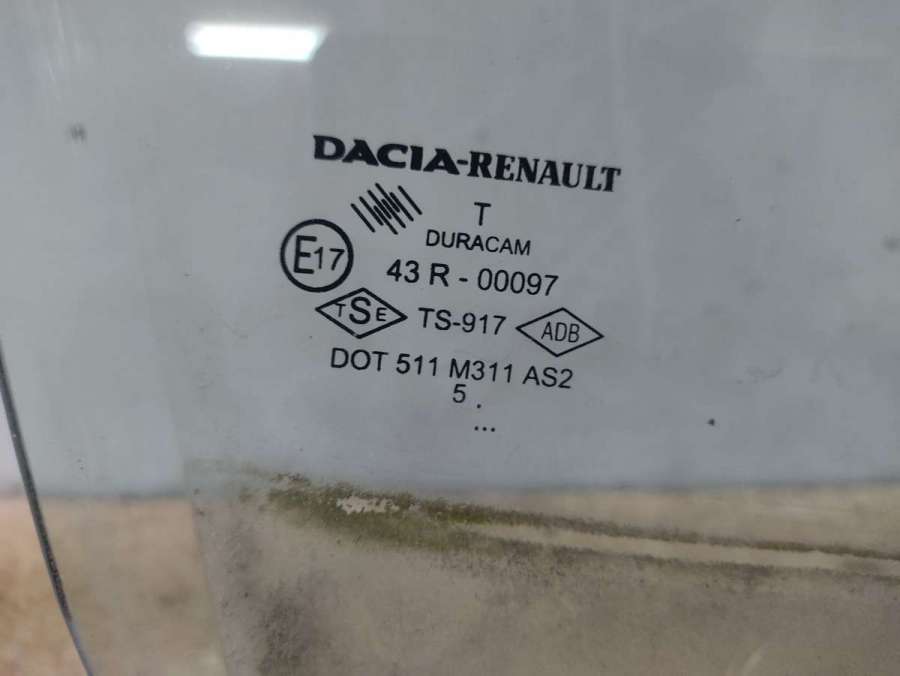 DACIA-RENAULT
T
DURACAM
E17
43 R - 00097
TSE TS-917 ADB
DOT 511 M311 AS2
5 .
...